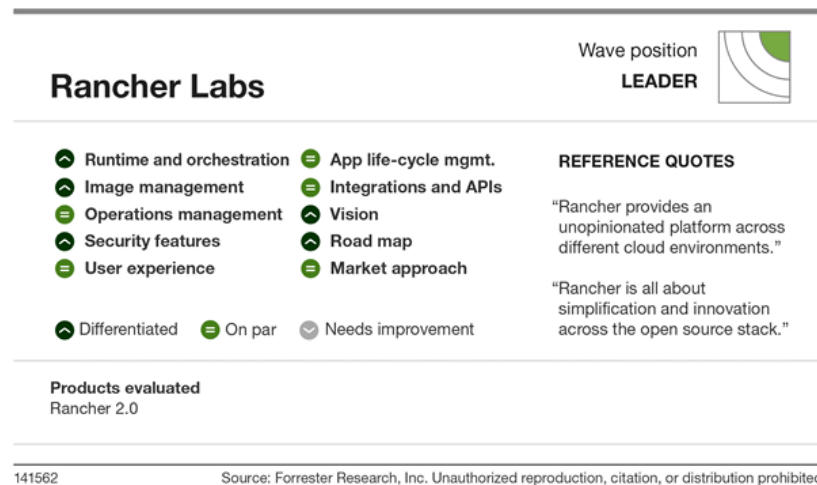 Wave position
LEADER
Rancher Labs
Runtime and orchestration
Image management
Operations management
Security features
User experience
App life-cycle mgmt.
Integrations and APIs
Vision
Road map
Market approach
Differentiated
On par
Needs improvement
REFERENCE QUOTES
“Rancher provides an
unopinionated platform across
different cloud environments.”
“Rancher is all about
simplification and innovation
across the open source stack.”
Products evaluated
Rancher 2.0
141562
Source: Forrester Research, Inc. Unauthorized reproduction, citation, or distribution prohibited